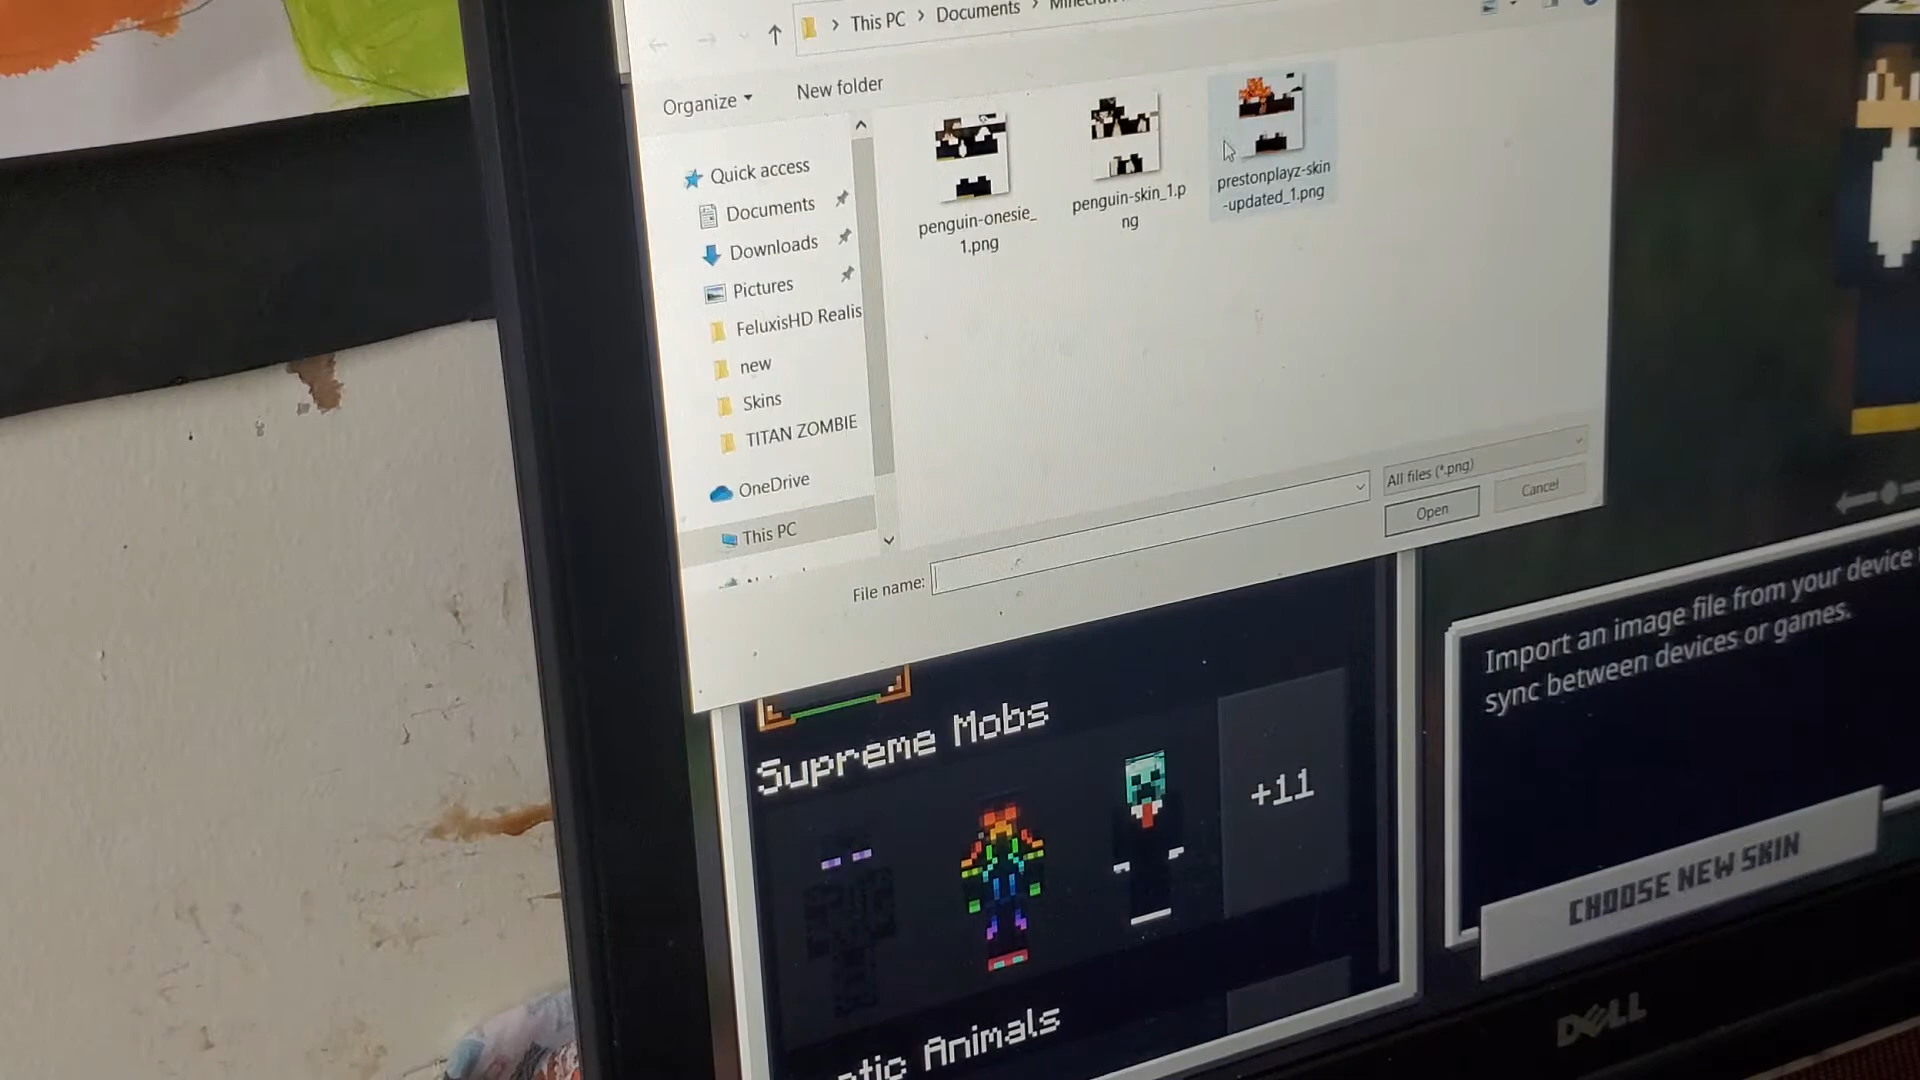 This PC > Documents >
Organize
New folder
Quick access
Documents
Downloads
Pictures
FeluxisHD Realis
new
Skins
TITAN ZOMBIE
OneDrive
This PC
penguin-onesie_
1.png
penguin-skin_1.p
ng
prestonplayz-skin
-updated_1.png
File name:
All files (*.png)
Open
Cancel
Supreme Mobs
+11
Animals
Import an image file from your device
sync between devices or games.
CHOOSE NEW SKIN
DELL